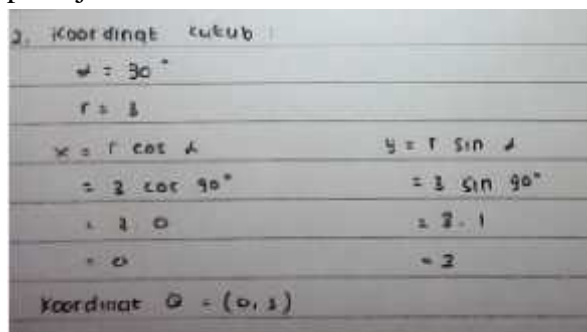 2. Koordinat kutub :
α = 90°
r = 3
x = r cos α
= 3 cos 90°
= 3 . 0
= 0
y = r sin α
= 3 sin 90°
= 3 . 1
= 3
Koordinat Q = (0, 3)